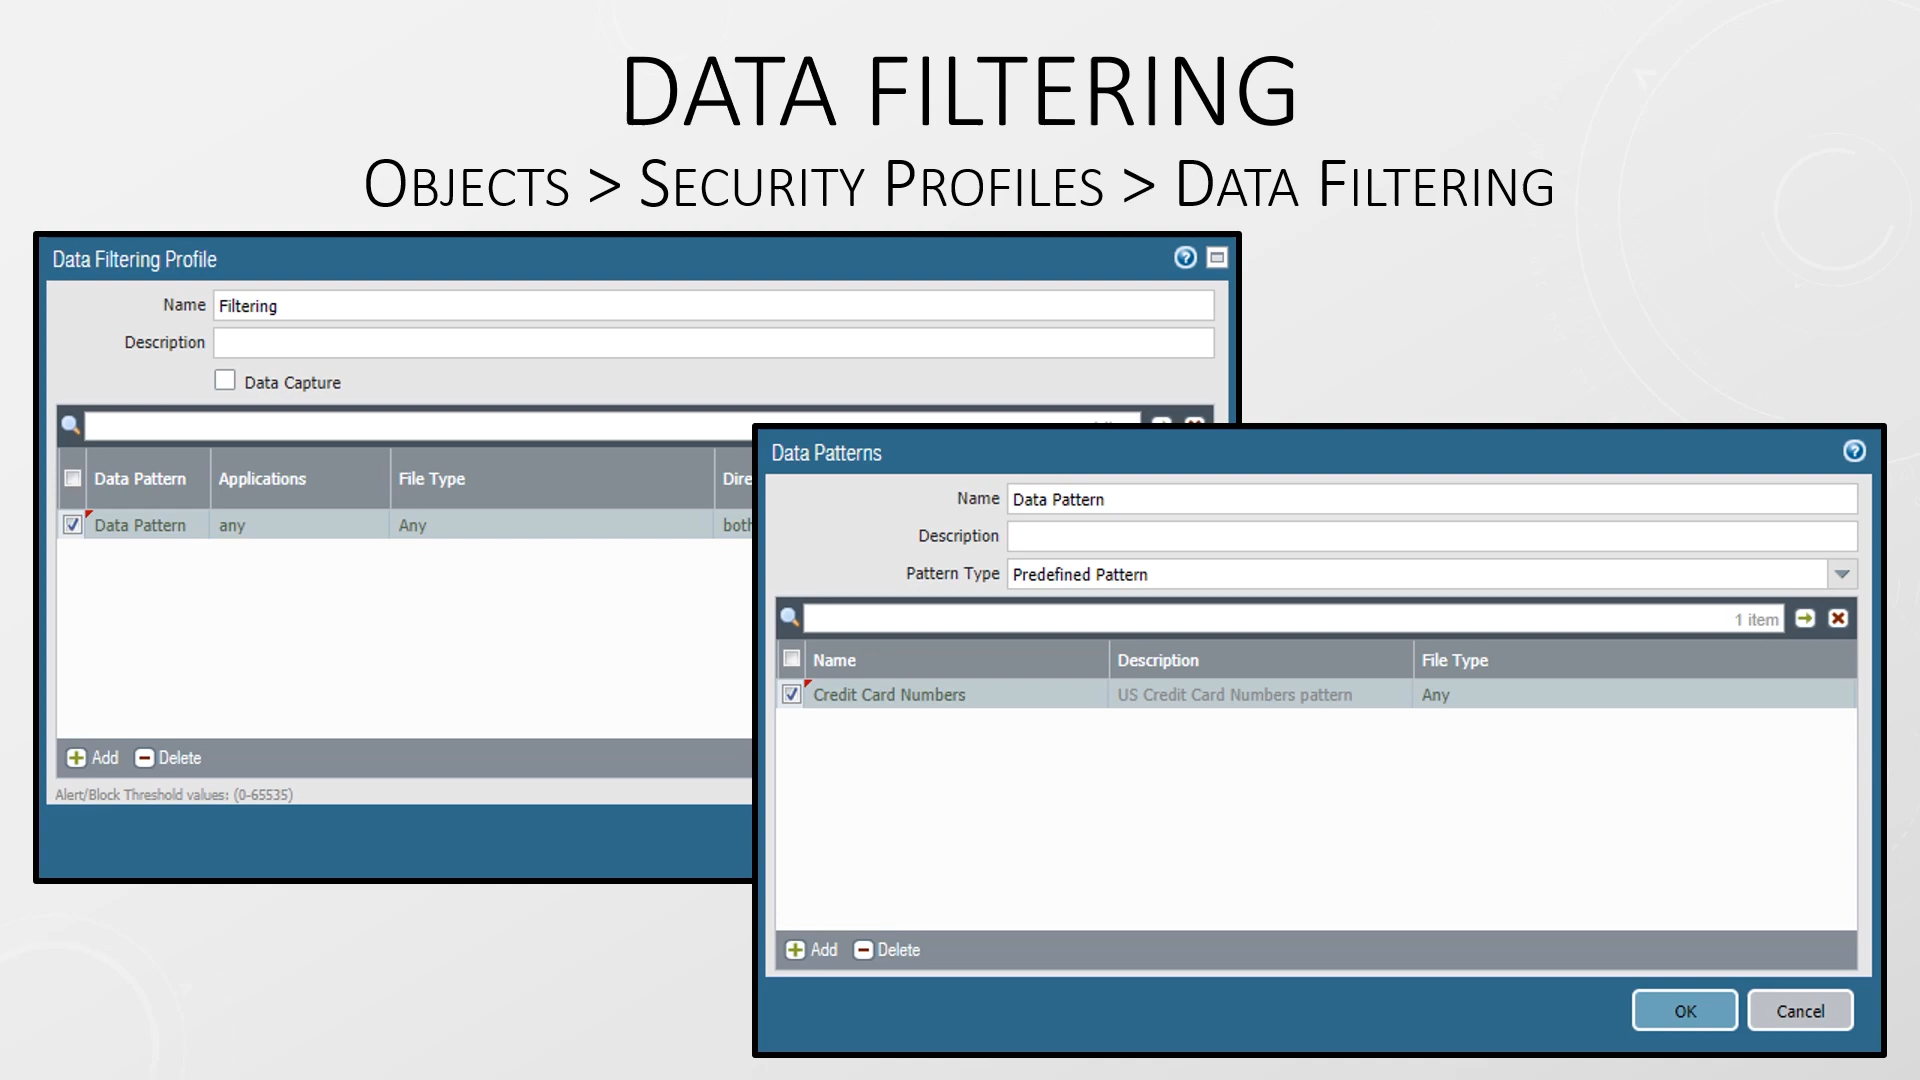 DATA FILTERING
OBJECTS > SECURITY PROFILES > DATA FILTERING
Data Filtering Profile
Name Filtering
Description
Data Capture
Data Pattern Applications File Type
Data Pattern any Any both
Add Delete
Alert/Block Threshold values: (0-65535)
Data Patterns
Name Data Pattern
Description
Pattern Type Predefined Pattern
1 item
Name Description File Type
Credit Card Numbers US Credit Card Numbers pattern Any
Add Delete
OK Cancel